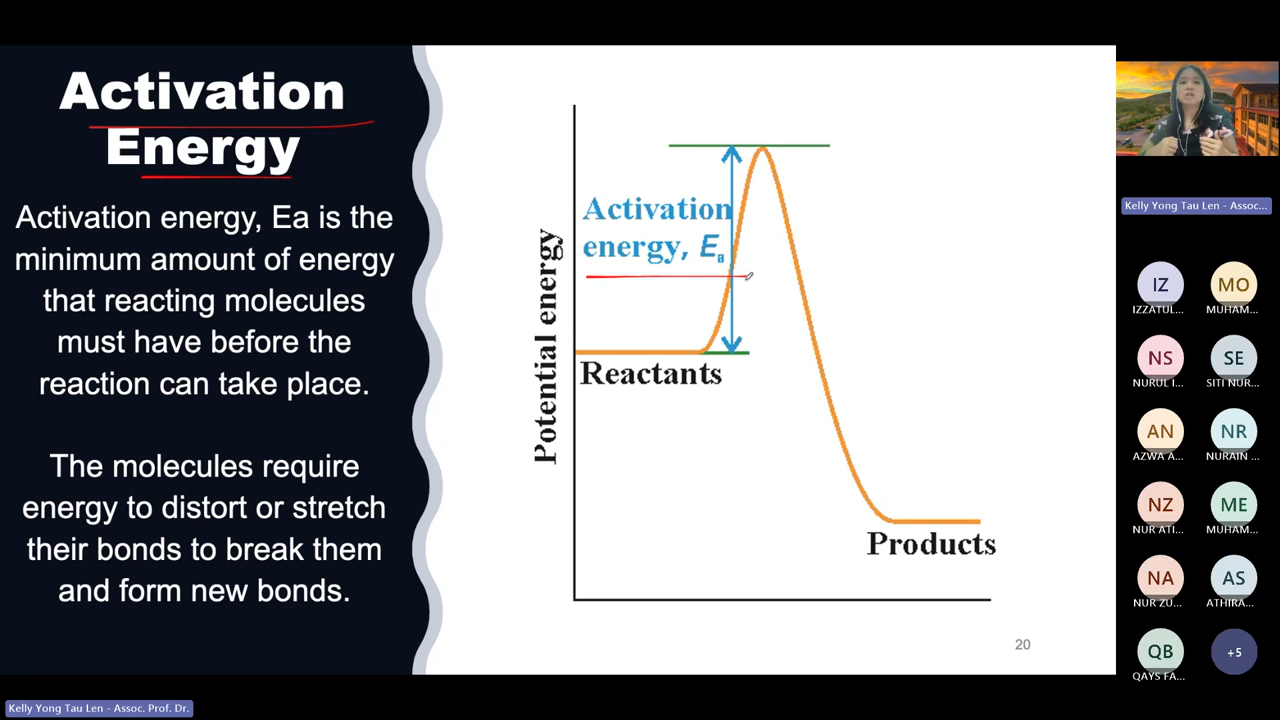 Activation
Energy
Activation energy, Ea is the
minimum amount of energy
that reacting molecules
must have before the
reaction can take place.
The molecules require
energy to distort or stretch
their bonds to break them
and form new bonds.
Potential energy
Activation
energy, Ea
Reactants
Products
20
Kelly Yong Tau Len - Assoc...
IZ
MO
IZZATUL...
MUHAM...
NS
SE
NURUL I...
SITI NUR...
AN
NR
AZWA A...
NURAIN ...
NZ
ME
NUR ATI...
MUHAM...
NA
AS
NUR ZU...
ATHIRA...
QB
+5
QAYS FA...
Kelly Yong Tau Len - Assoc. Prof. Dr.